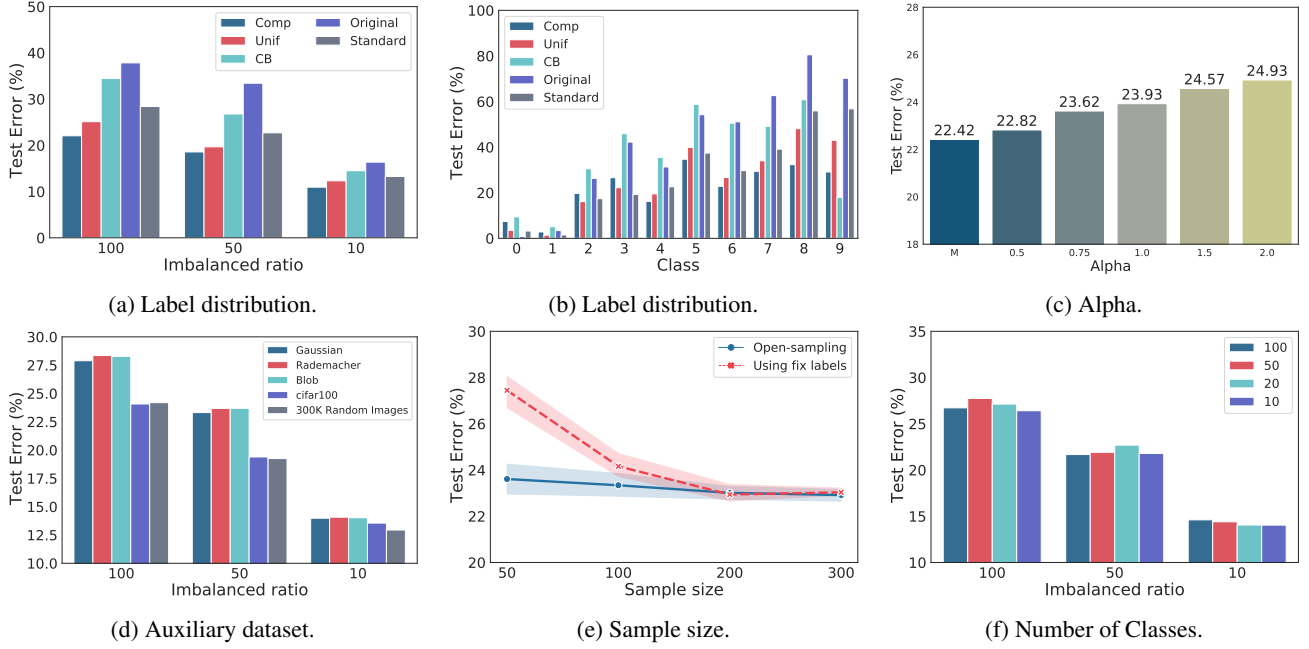 50
40
30
20
10
0
Test Error (%)
Comp
Unif
CB
Original
Standard
100
50
10
Imbalanced ratio
(a) Label distribution.
100
80
60
40
20
0
Test Error (%)
Comp
Unif
CB
Original
Standard
0 1 2 3 4 5 6 7 8 9
Class
(b) Label distribution.
28
26
24
22
20
18
Test Error (%)
22.42
22.82
23.62
23.93
24.57
24.93
M 0.5 0.75 1.0 1.5 2.0
Alpha
(c) Alpha.
30.0
27.5
25.0
22.5
20.0
17.5
15.0
12.5
10.0
Test Error (%)
Gaussian
Rademacher
Blob
cifar100
300K Random Images
100
50
10
Imbalanced ratio
(d) Auxiliary dataset.
30
28
26
24
22
20
Test Error (%)
Open-sampling
Using fix labels
50 100 200 300
Sample size
(e) Sample size.
35
30
25
20
15
10
Test Error (%)
100
50
20
10
100
50
10
Imbalanced ratio
(f) Number of Classes.